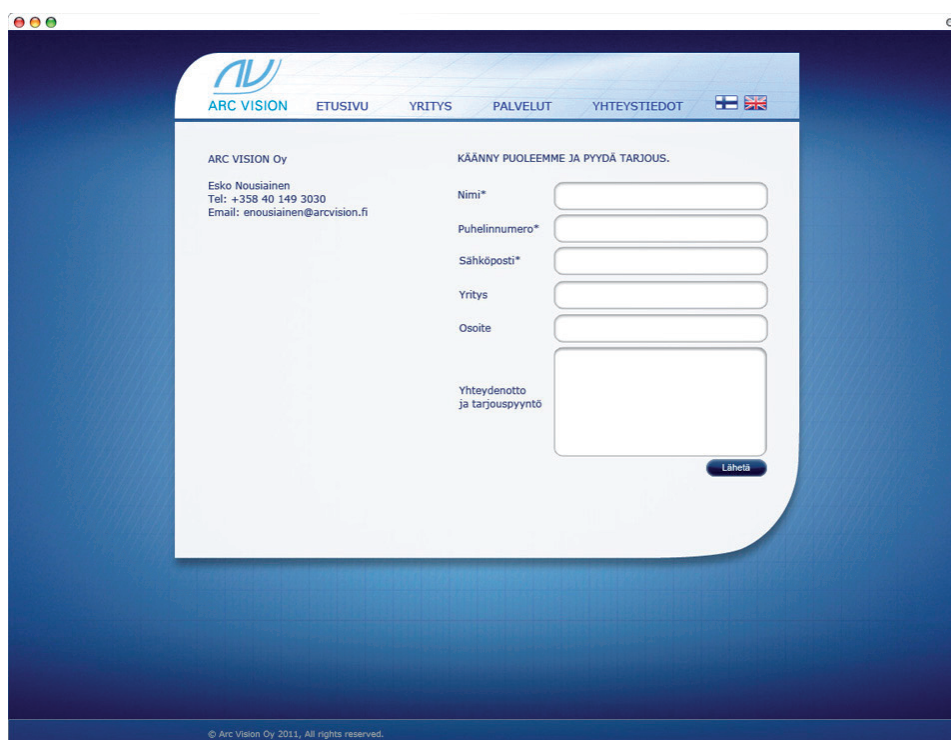 ARC VISION
ETUSIVU YRITYS PALVELUT YHTEYSTIEDOT
ARC VISION Oy
Esko Nousiainen
Tel: +358 40 149 3030
Email: enousiainen@arcvision.fi
KÄÄNNY PUOLEEMME JA PYYDÄ TARJOUS.
Nimi*
Puhelinnumero*
Sähköposti*
Yritys
Osoite
Yhteydenotto
ja tarjouspyyntö
Lähetä
© Arc Vision Oy 2011, All rights reserved.